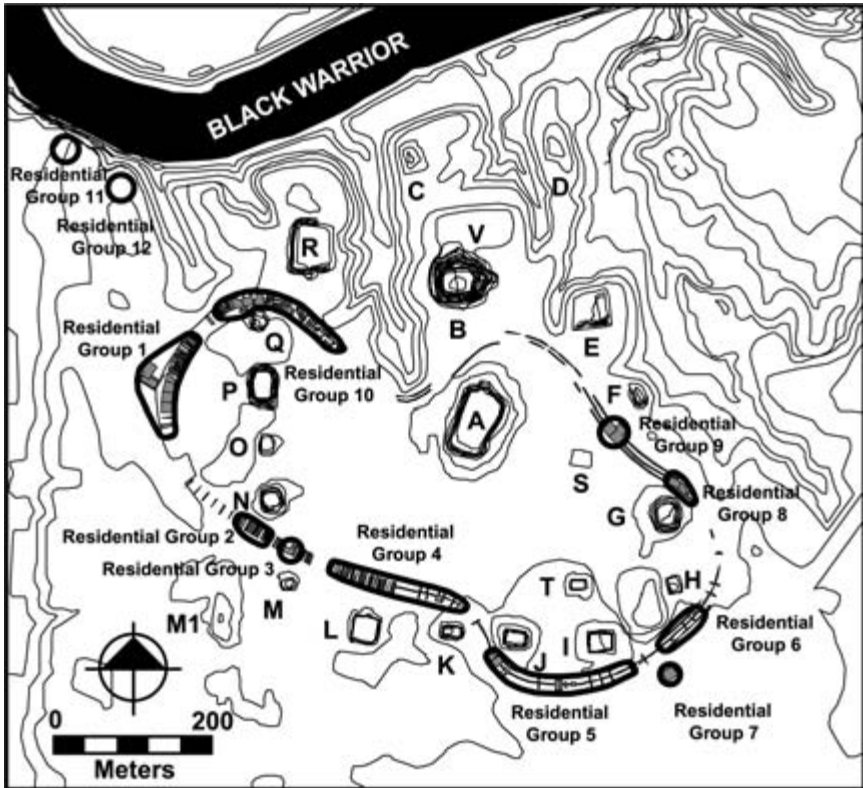 BLACK WARRIOR
Residential
Group 11
Residential
Group 12
C
D
V
R
B
E
Residential
Group 1
Q
P
Residential
Group 10
A
F
Residential
Group 9
O
S
N
Residential
Group 8
G
Residential Group 2
Residential
Group 4
Residential Group 3
M
T
H
M1
L
K
J
I
Residential
Group 6
Residential
Group 5
Residential
Group 7
0 200
Meters